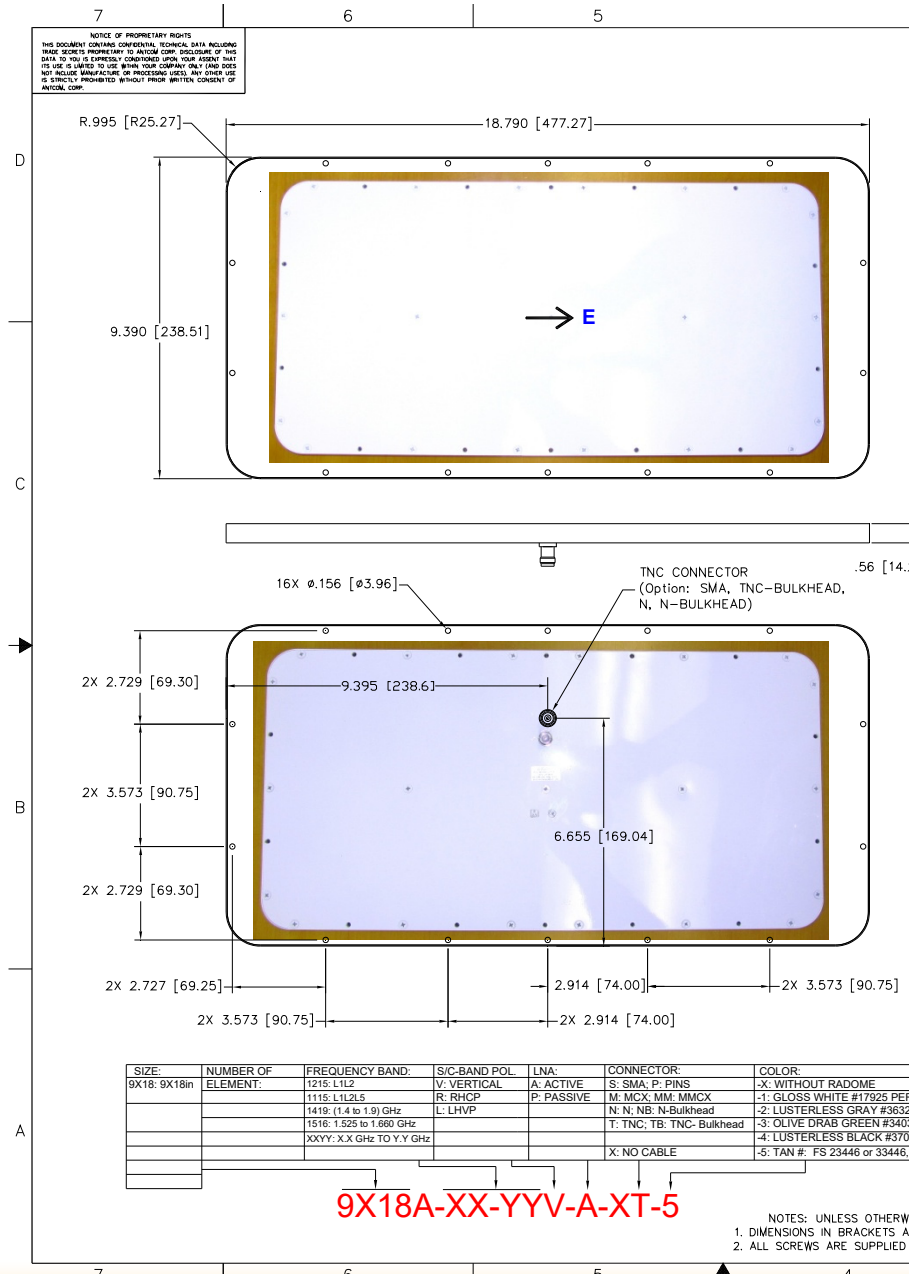 7 6 5
NOTICE OF PROPRIETARY RIGHTS
THIS DOCUMENT CONTAINS CONFIDENTIAL TECHNICAL DATA INCLUDING
TRADE SECRETS PROPRIETARY TO ANTCOM CORP. DISCLOSURE OF THIS
DATA TO YOU IS EXPRESSLY CONDITIONED UPON YOUR ASSENT THAT
ITS USE IS LIMITED TO USE WITHIN YOUR COMPANY ONLY (AND DOES
NOT INCLUDE MANUFACTURE OR PROCESSING USES). ANY OTHER USE
IS STRICTLY PROHIBITED WITHOUT PRIOR WRITTEN CONSENT OF
ANTCOM, CORP.
R.995 [R25.27]
18.790 [477.27]
D
9.390 [238.51]
E
C
.56 [14.
16X ø.156 [ø3.96]
TNC CONNECTOR
(Option: SMA, TNC-BULKHEAD,
N, N-BULKHEAD)
2X 2.729 [69.30]
9.395 [238.6]
2X 3.573 [90.75]
B
6.655 [169.04]
2X 2.729 [69.30]
2X 2.727 [69.25]
2.914 [74.00]
2X 3.573 [90.75]
2X 3.573 [90.75]
2X 2.914 [74.00]
A
SIZE: NUMBER OF FREQUENCY BAND: S/C-BAND POL. LNA: CONNECTOR: COLOR:
9X18: 9X18in ELEMENT: 1215: L1L2 V: VERTICAL A: ACTIVE S: SMA; P: PINS -X: WITHOUT RADOME
1115: L1L2L5 R: RHCP P: PASSIVE M: MCX; MM: MMCX -1: GLOSS WHITE #17925 PER
1419: (1.4 to 1.9) GHz L: LHVP N: N; NB: N-Bulkhead -2: LUSTERLESS GRAY #3632
1516: 1.525 to 1.660 GHz T: TNC; TB: TNC- Bulkhead -3: OLIVE DRAB GREEN #3403
XXYY: X.X GHz TO Y.Y GHz -4: LUSTERLESS BLACK #370
X: NO CABLE -5: TAN #: FS 23446 or 33446,
9X18A-XX-YYV-A-XT-5
NOTES: UNLESS OTHERW
1. DIMENSIONS IN BRACKETS A
2. ALL SCREWS ARE SUPPLIED
7 6 5 4